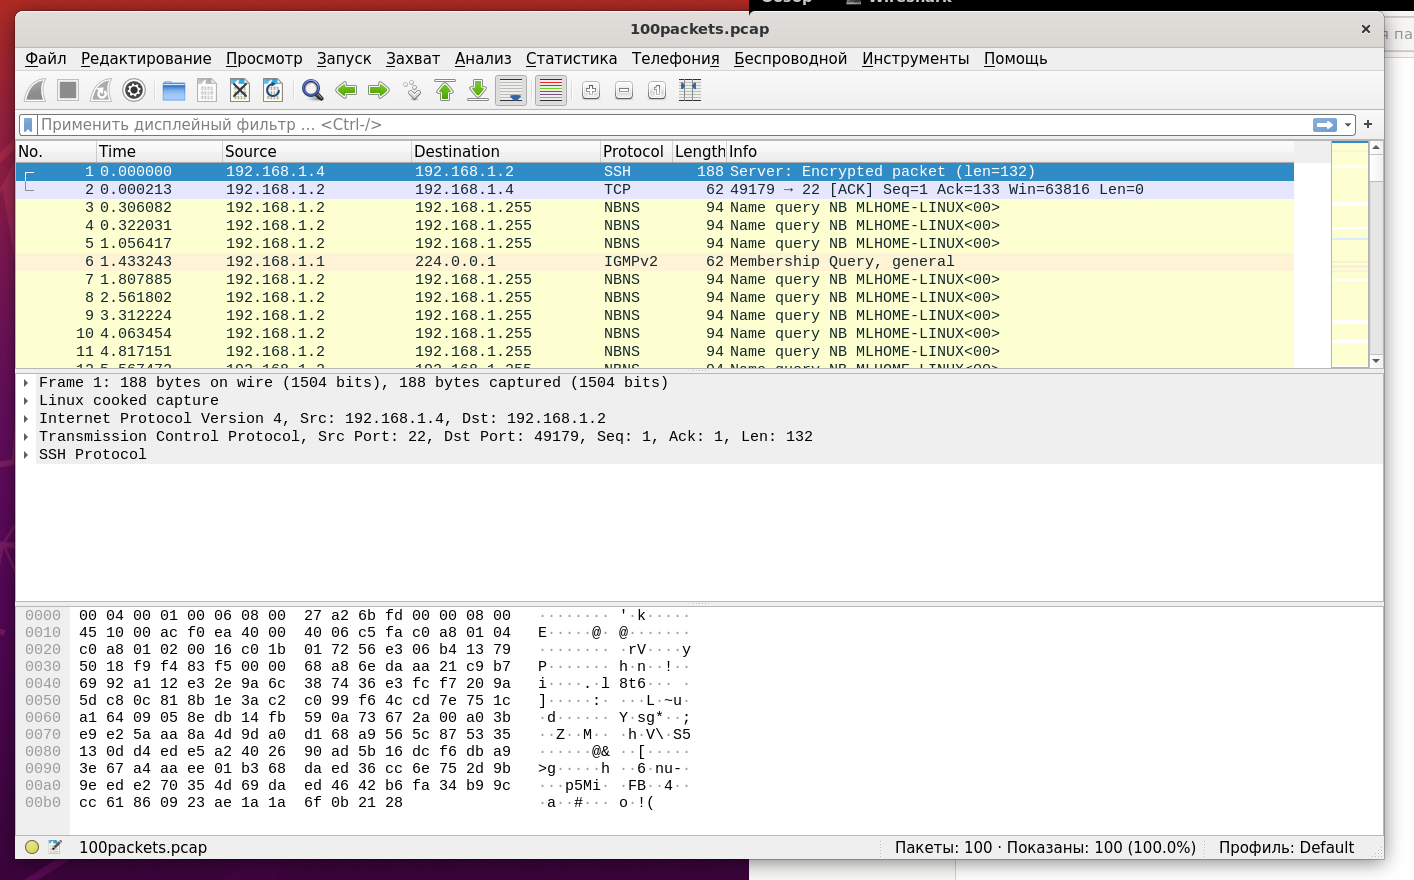 100packets.pcap
Файл Редактирование Просмотр Запуск Захват Анализ Статистика Телефония Беспроводной Инструменты Помощь
Применить дисплейный фильтр ... <Ctrl-/>
No. Time Source Destination Protocol Length Info
1 0.000000 192.168.1.4 192.168.1.2 SSH 188 Server: Encrypted packet (len=132)
2 0.000213 192.168.1.2 192.168.1.4 TCP 62 49179 → 22 [ACK] Seq=1 Ack=133 Win=63816 Len=0
3 0.306082 192.168.1.2 192.168.1.255 NBNS 94 Name query NB MLHOME-LINUX<00>
4 0.322031 192.168.1.2 192.168.1.255 NBNS 94 Name query NB MLHOME-LINUX<00>
5 1.056417 192.168.1.2 192.168.1.255 NBNS 94 Name query NB MLHOME-LINUX<00>
6 1.433243 192.168.1.1 224.0.0.1 IGMPv2 62 Membership Query, general
7 1.807885 192.168.1.2 192.168.1.255 NBNS 94 Name query NB MLHOME-LINUX<00>
8 2.561802 192.168.1.2 192.168.1.255 NBNS 94 Name query NB MLHOME-LINUX<00>
9 3.312224 192.168.1.2 192.168.1.255 NBNS 94 Name query NB MLHOME-LINUX<00>
10 4.063454 192.168.1.2 192.168.1.255 NBNS 94 Name query NB MLHOME-LINUX<00>
11 4.817151 192.168.1.2 192.168.1.255 NBNS 94 Name query NB MLHOME-LINUX<00>
Frame 1: 188 bytes on wire (1504 bits), 188 bytes captured (1504 bits)
Linux cooked capture
Internet Protocol Version 4, Src: 192.168.1.4, Dst: 192.168.1.2
Transmission Control Protocol, Src Port: 22, Dst Port: 49179, Seq: 1, Ack: 1, Len: 132
SSH Protocol
0000 00 04 00 01 00 06 08 00 27 a2 6b fd 00 00 08 00 ········ '·k·····
0010 45 10 00 ac f0 ea 40 00 40 06 c5 fa c0 a8 01 04 E·····@· @·······
0020 c0 a8 01 02 00 16 c0 1b 01 72 56 e3 06 b4 13 79 ········ ·rV····y
0030 50 18 f9 f4 83 f5 00 00 68 a8 6e da aa 21 c9 b7 P······· h·n··!··
0040 69 92 a1 12 e3 2e 9a 6c 38 74 36 e3 fc f7 20 9a i····.·l 8t6··· ·
0050 5d c8 0c 81 8b 1e 3a c2 c0 99 f6 4c cd 7e 75 1c ]·····:· ···L·~u·
0060 a1 64 09 05 8e db 14 fb 59 0a 73 67 2a 00 a0 3b ·d······ Y·sg*··;
0070 e9 e2 5a aa 8a 4d 9d a0 d1 68 a9 56 5c 87 53 35 ··Z··M·· ·h·V\·S5
0080 13 0d d4 ed e5 a2 40 26 90 ad 5b 16 dc f6 db a9 ······@& ··[·····
0090 3e 67 a4 aa ee 01 b3 68 da ed 36 cc 6e 75 2d 9b >g·····h ··6·nu-·
00a0 9e ed e2 70 35 4d 69 da ed 46 42 b6 fa 34 b9 9c ···p5Mi· ·FB··4··
00b0 cc 61 86 09 23 ae 1a 1a 6f 0b 21 28 ·a··#··· o·!(
100packets.pcap Пакеты: 100 · Показаны: 100 (100.0%) Профиль: Default